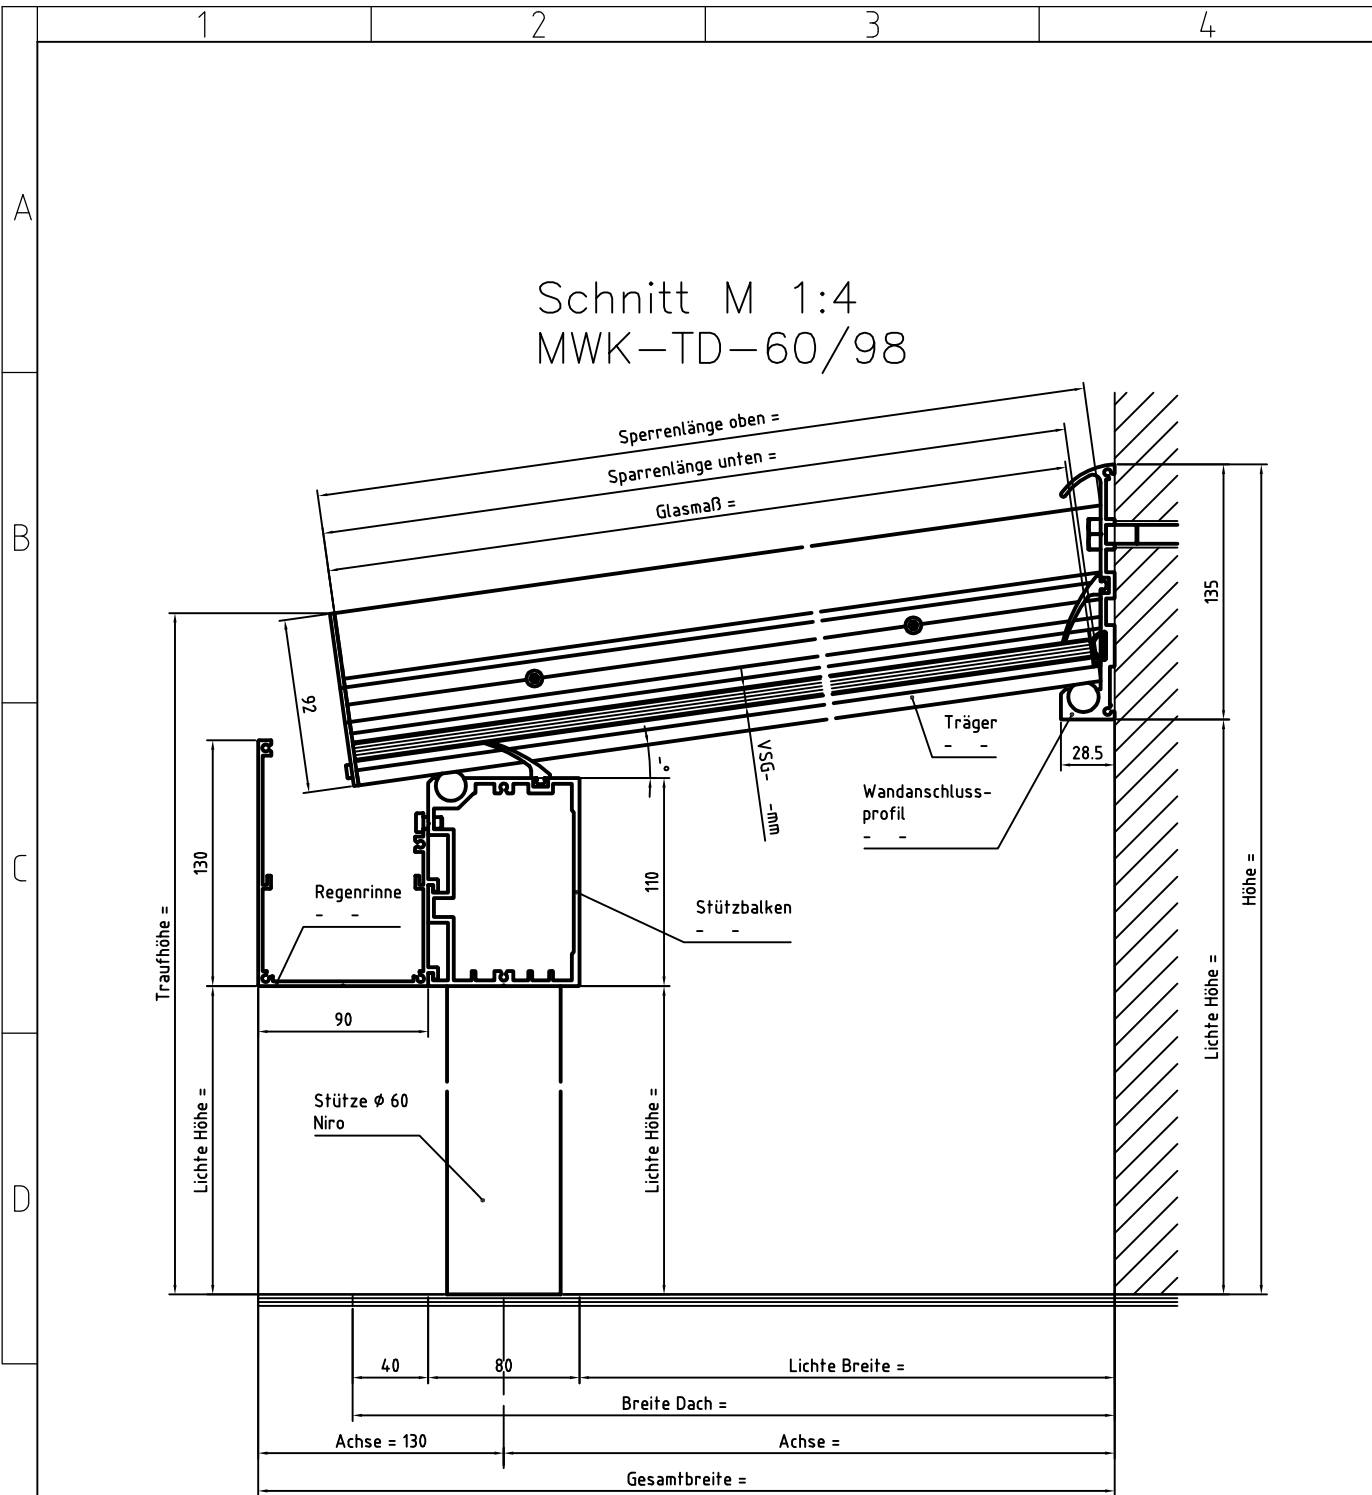 1
2
3
4
A
B
C
D
Schnitt M 1:4
MWK-TD-60/98
Sperrenlänge oben =
Sparrenlänge unten =
Glasmaß =
92
135
Träger
- -
28.5
Wandanschluss-
profil
- -
VSG- -mm
-°
130
Regenrinne
- -
110
Stützbalken
- -
Traufhöhe =
Höhe =
Lichte Höhe =
90
Stütze Ø 60
Niro
Lichte Höhe =
Lichte Höhe =
40
80
Lichte Breite =
Breite Dach =
Achse = 130
Achse =
Gesamtbreite =